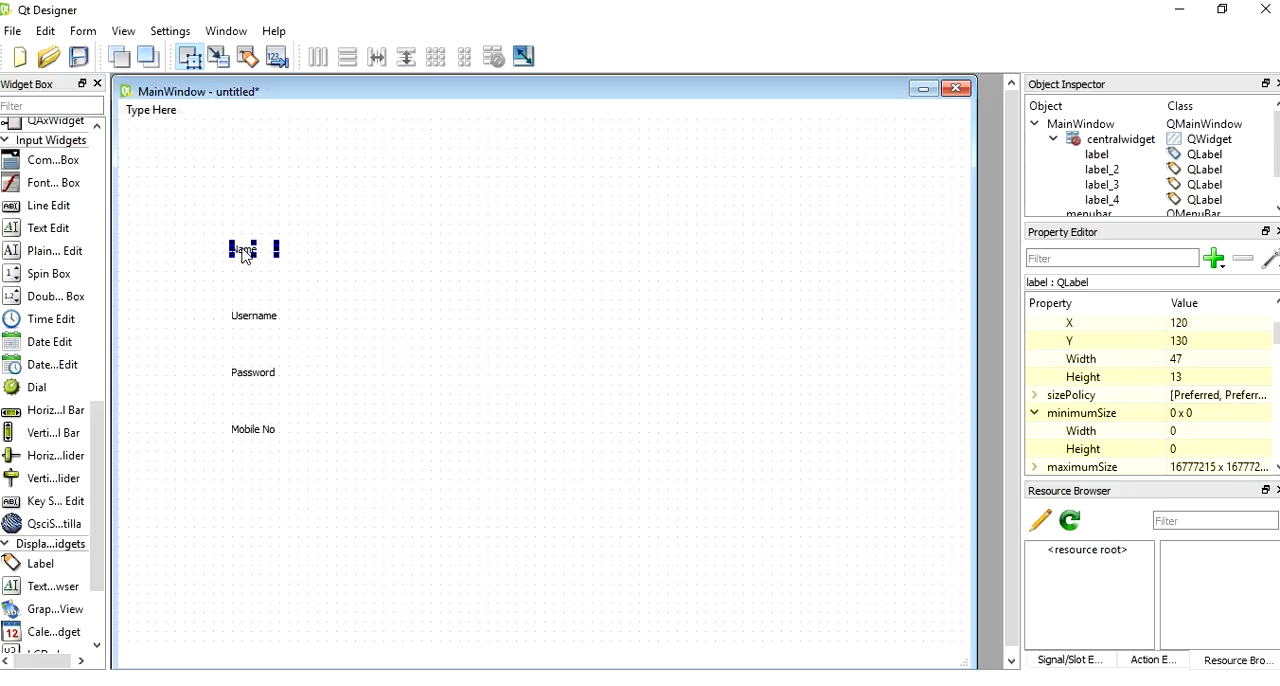 Qt Designer
File Edit Form View Settings Window Help
Widget Box
Filter
QAxWidget
Input Widgets
Com...Box
Font... Box
Line Edit
Text Edit
Plain... Edit
Spin Box
Doub... Box
Time Edit
Date Edit
Date...Edit
Dial
Horiz...l Bar
Verti...l Bar
Horiz...lider
Verti...lider
Key S... Edit
QsciS...tilla
Displa...idgets
Label
Text...wser
Grap...View
Cale...dget
MainWindow - untitled*
Type Here
Name
Username
Password
Mobile No
Object Inspector
Object Class
MainWindow QMainWindow
centralwidget QWidget
label QLabel
label_2 QLabel
label_3 QLabel
label_4 QLabel
menubar QMenuBar
Property Editor
Filter
label : QLabel
Property Value
X 120
Y 130
Width 47
Height 13
sizePolicy [Preferred, Preferr...
minimumSize 0 x 0
Width 0
Height 0
maximumSize 16777215 x 167772...
Resource Browser
Filter
<resource root>
Signal/Slot E... Action E... Resource Bro...